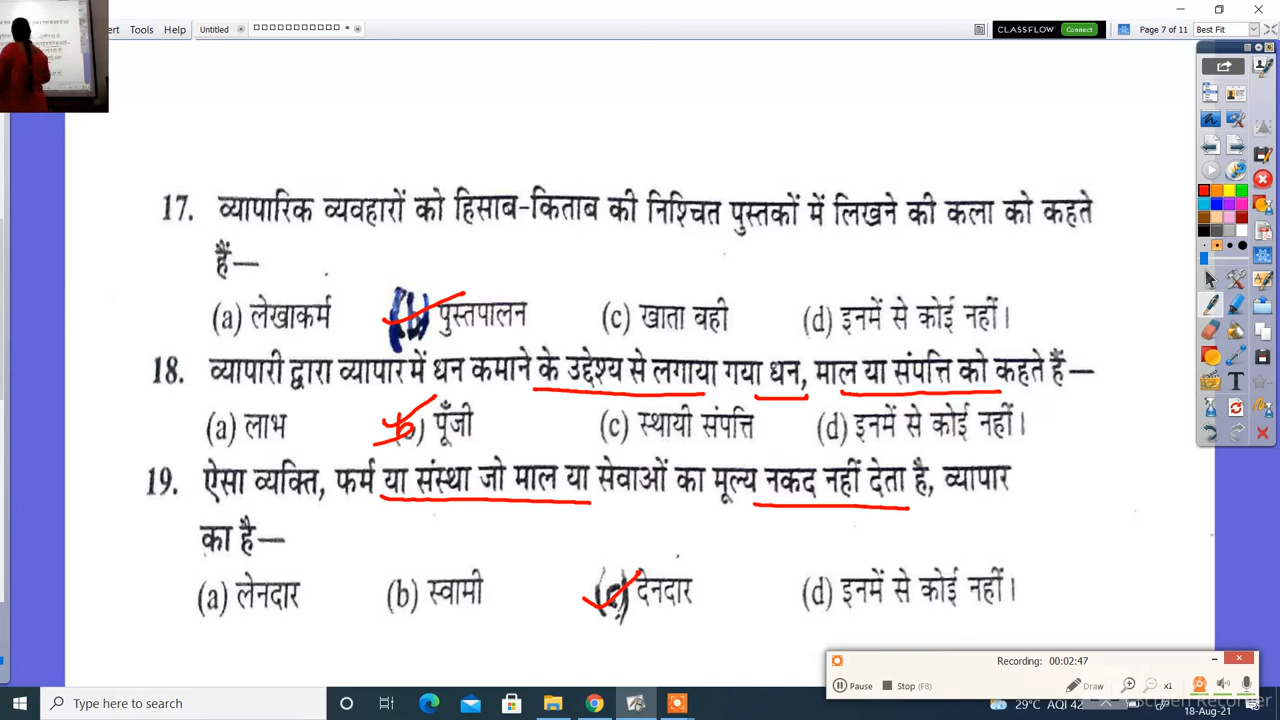 ert Tools Help Untitled
CLASSFLOW Connect Page 7 of 11 Best Fit
17. व्यापारिक व्यवहारों को हिसाब-किताब की निश्चित पुस्तकों में लिखने की कला को कहते
हैं—
(a) लेखाकर्म (b) पुस्तपालन (c) खाता बही (d) इनमें से कोई नहीं।
18. व्यापारी द्वारा व्यापार में धन कमाने के उद्देश्य से लगाया गया धन, माल या संपत्ति को कहते हैं—
(a) लाभ (b) पूँजी (c) स्थायी संपत्ति (d) इनमें से कोई नहीं।
19. ऐसा व्यक्ति, फर्म या संस्था जो माल या सेवाओं का मूल्य नकद नहीं देता है, व्यापार
का है—
(a) लेनदार (b) स्वामी (c) देनदार (d) इनमें से कोई नहीं।
Recording: 00:02:47
Pause Stop (F8) Draw x1
Type here to search
29°C AQI 42
18-Aug-21